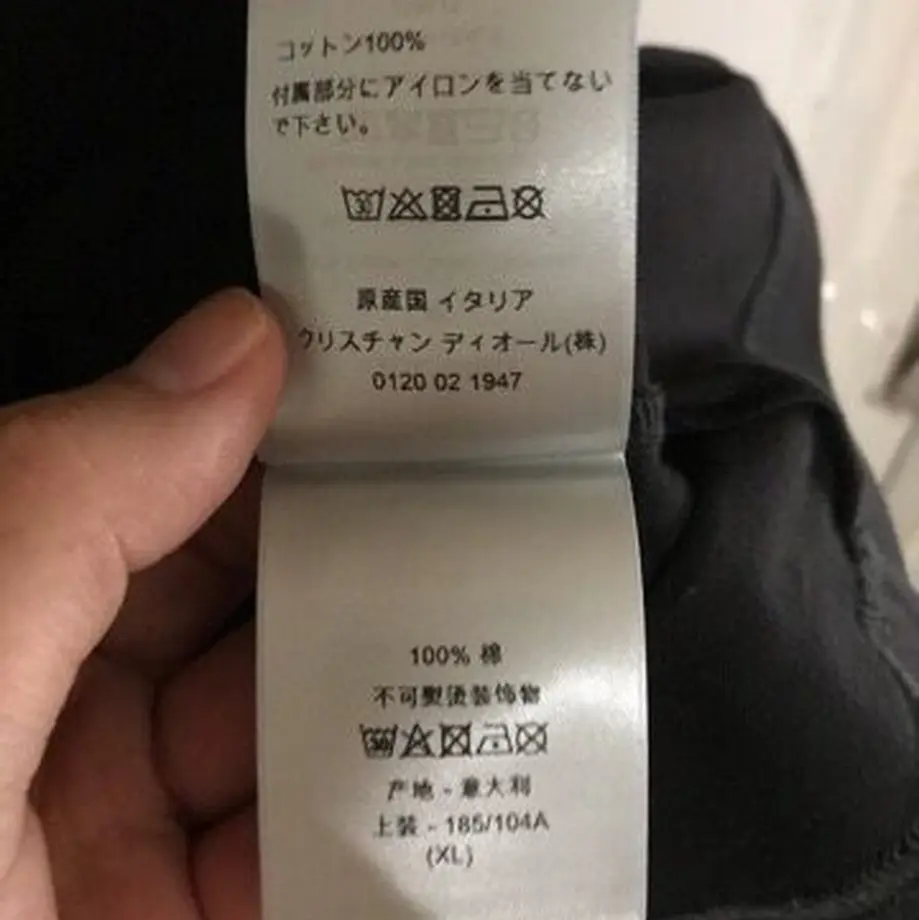 コットン100%
付属部分にアイロンを当てない
で下さい。
原産国 イタリア
クリスチャン ディオール(株)
0120 02 1947
100% 棉
不可熨烫装饰物
产地 - 意大利
上装 - 185/104A
(XL)